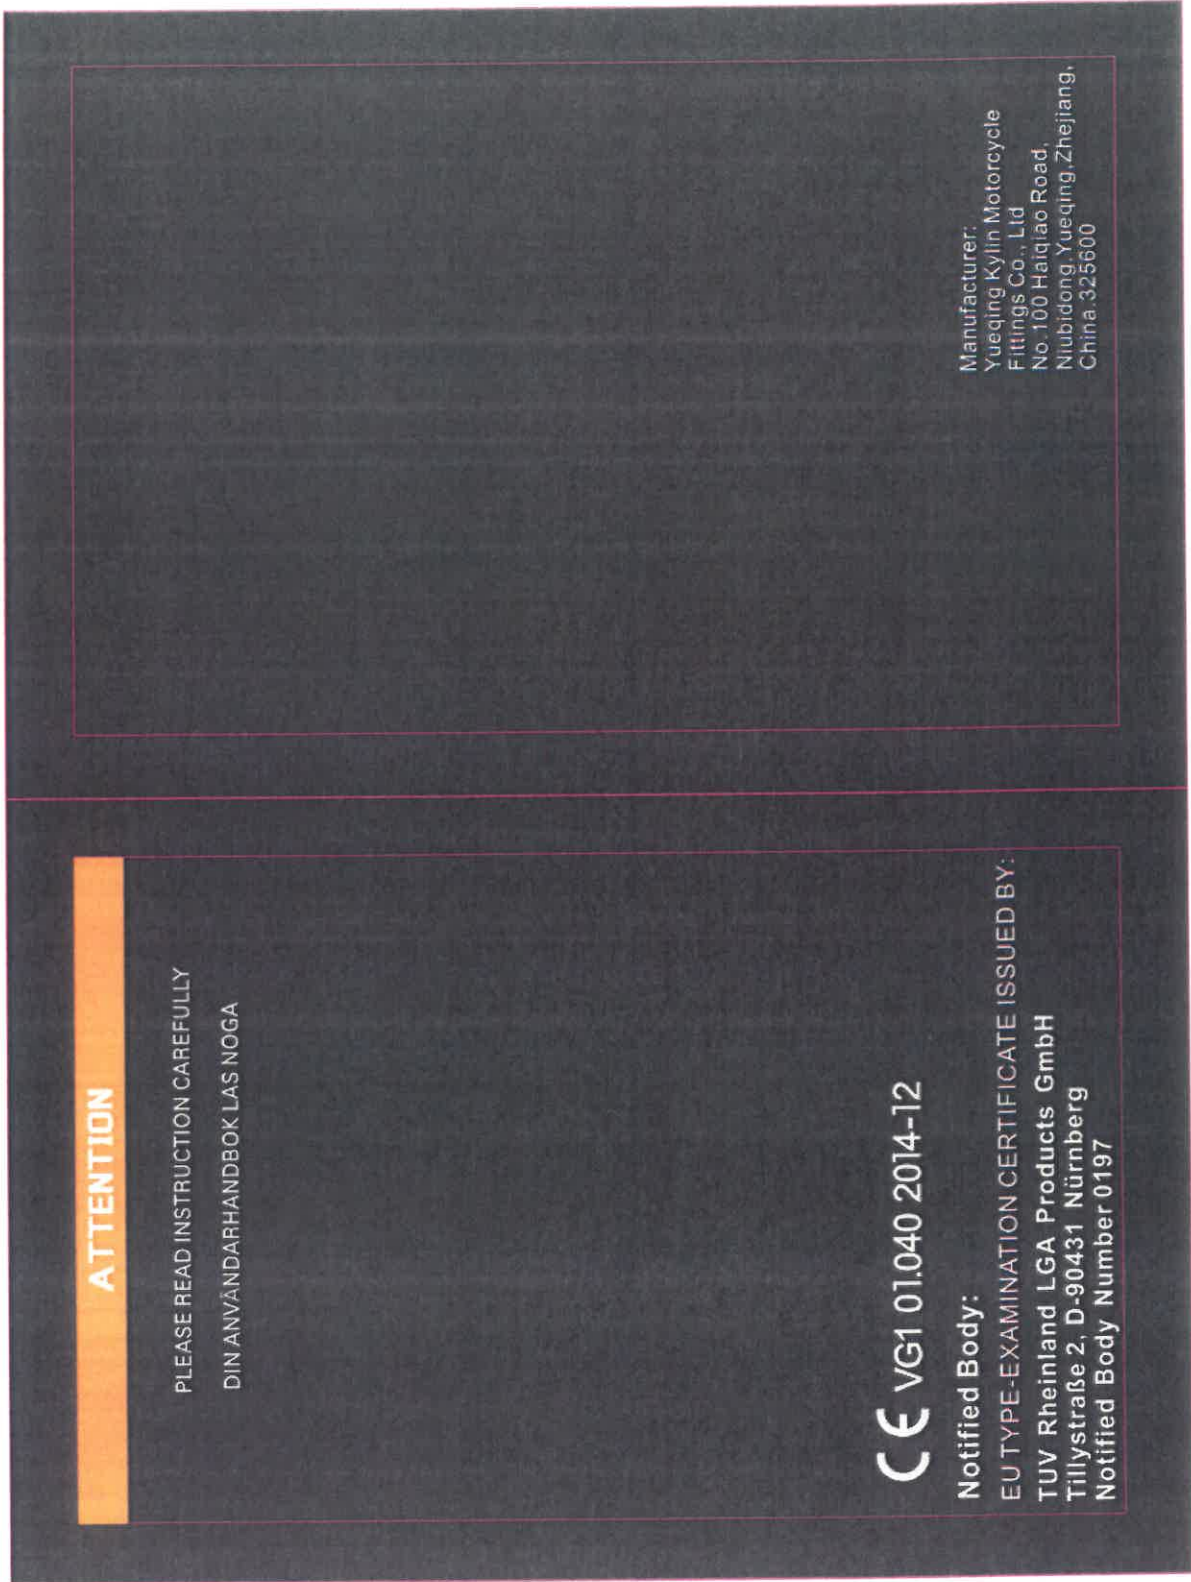 ATTENTION
PLEASE READ INSTRUCTION CAREFULLY
DIN ANVÄNDARHANDBOK LAS NOGA
CE VG1 01.040 2014-12
Notified Body:
EU TYPE-EXAMINATION CERTIFICATE ISSUED BY:
TUV Rheinland LGA Products GmbH
Tillystraße 2, D-90431 Nürnberg
Notified Body Number 0197
Manufacturer:
Yueqing Kylin Motorcycle
Fittings Co., Ltd
No.100 Haiqiao Road,
Niubidong,Yueqing,Zhejiang,
China.325600